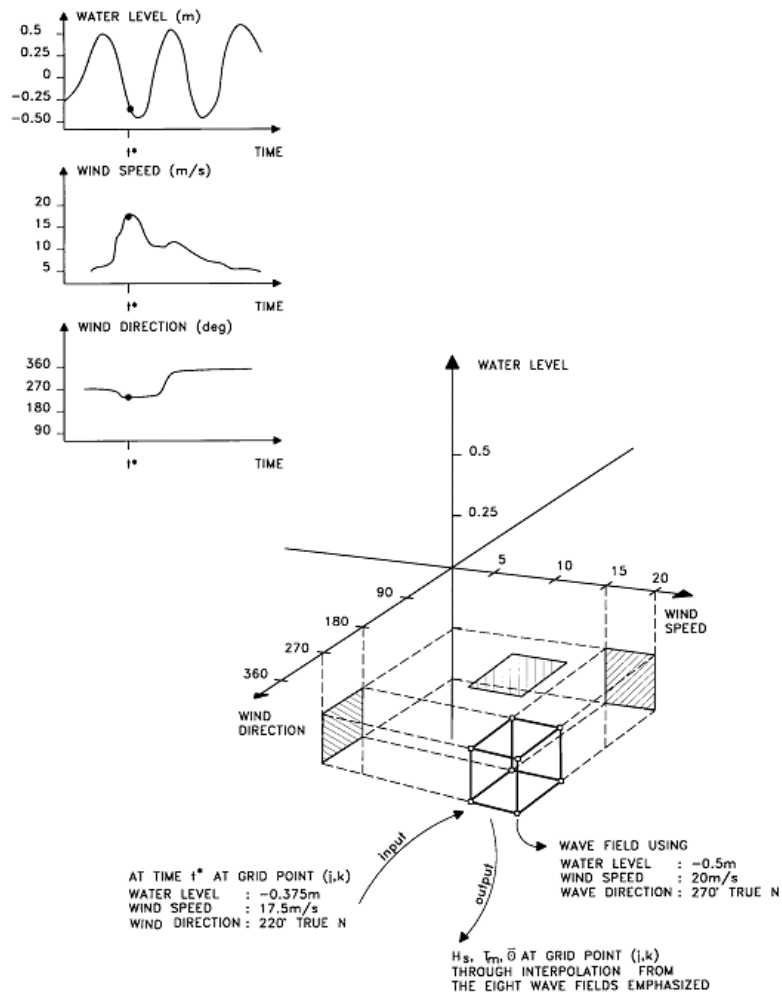 WATER LEVEL (m)
0.5
0.25
0
-0.25
-0.50
t*
TIME
WIND SPEED (m/s)
20
15
10
5
t*
TIME
WIND DIRECTION (deg)
360
270
180
90
t*
TIME
WATER LEVEL
0.5
0.25
5
10
15
20
WIND
SPEED
90
180
270
360
WIND
DIRECTION
input
output
AT TIME t* AT GRID POINT (j,k)
WATER LEVEL : -0.375m
WIND SPEED : 17.5m/s
WIND DIRECTION : 220° TRUE N
WAVE FIELD USING
WATER LEVEL : -0.5m
WIND SPEED : 20m/s
WAVE DIRECTION : 270° TRUE N
Hs, Tm, θ̄ AT GRID POINT (j,k)
THROUGH INTERPOLATION FROM
THE EIGHT WAVE FIELDS EMPHASIZED